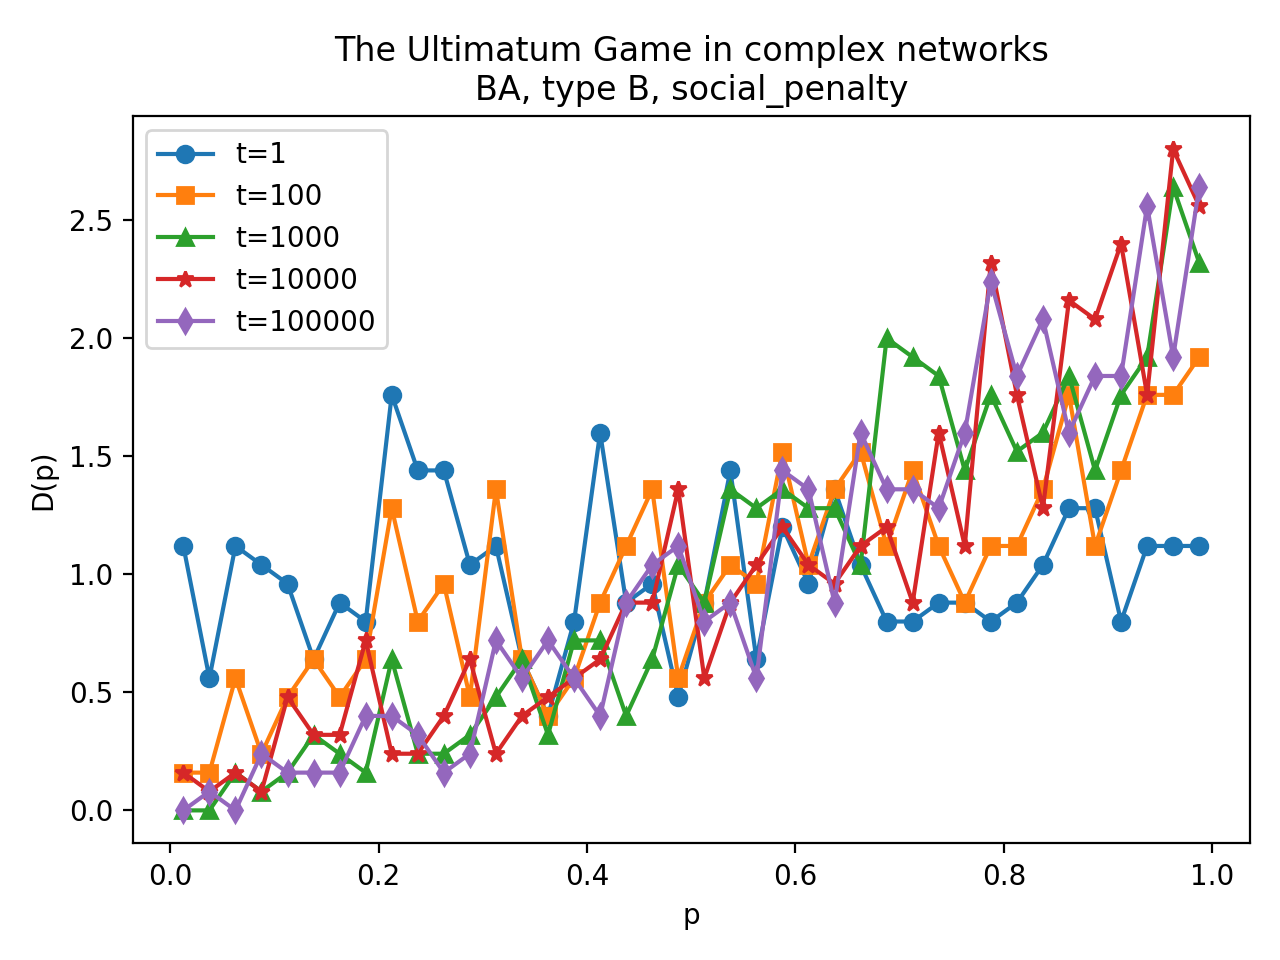 The Ultimatum Game in complex networks
BA, type B, social_penalty
t=1
t=100
t=1000
t=10000
t=100000
D(p)
2.5
2.0
1.5
1.0
0.5
0.0
0.0 0.2 0.4 0.6 0.8 1.0
p